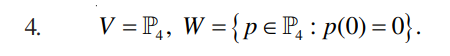 4. V = ℙ₄, W = {p ∈ ℙ₄ : p(0) = 0}.